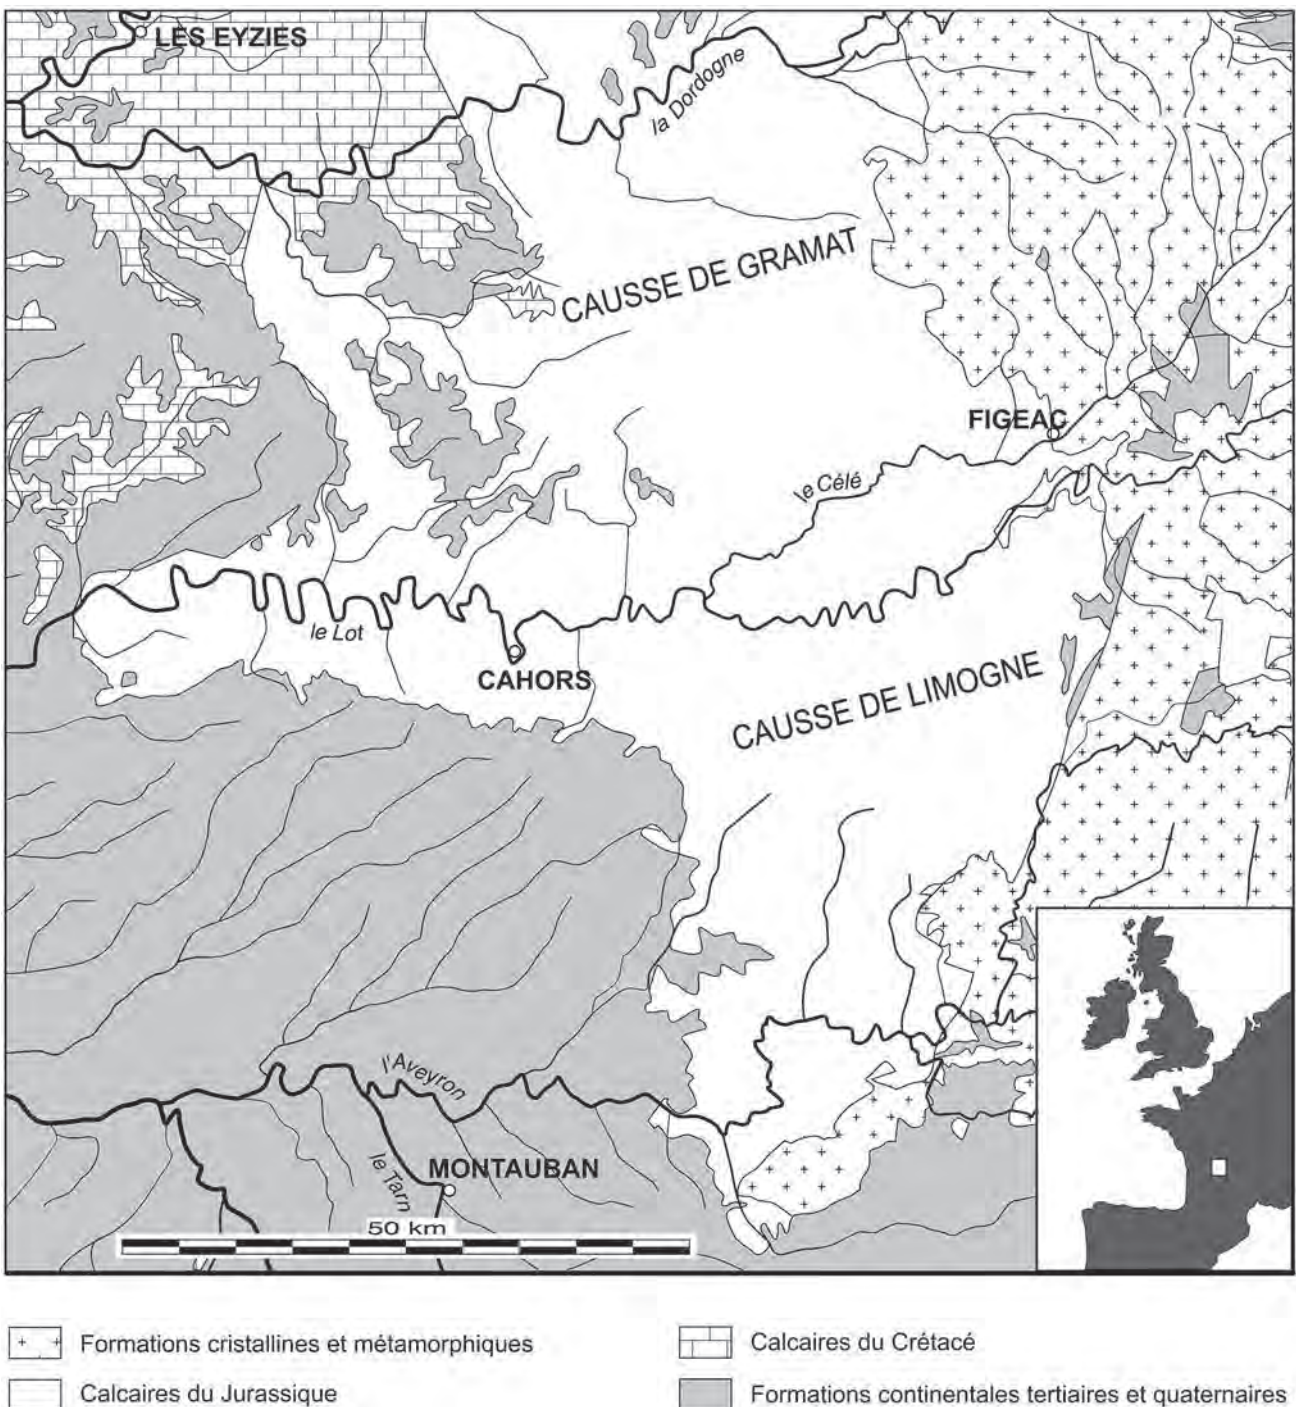 LES EYZIES
la Dordogne
CAUSSE DE GRAMAT
FIGEAC
le Célé
le Lot
CAHORS
CAUSSE DE LIMOGNE
l'Aveyron
le Tarn
MONTAUBAN
50 km
Formations cristallines et métamorphiques
Calcaires du Crétacé
Calcaires du Jurassique
Formations continentales tertiaires et quaternaires